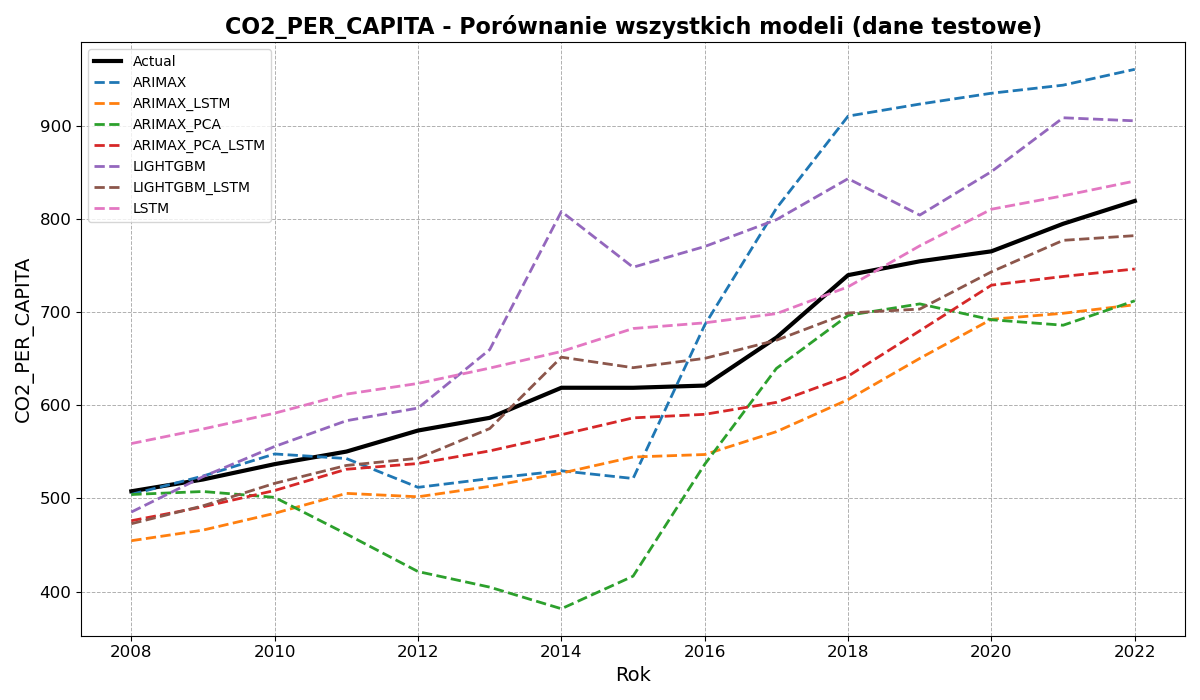 CO2_PER_CAPITA - Porównanie wszystkich modeli (dane testowe)
Actual
ARIMAX
ARIMAX_LSTM
ARIMAX_PCA
ARIMAX_PCA_LSTM
LIGHTGBM
LIGHTGBM_LSTM
LSTM
CO2_PER_CAPITA
900
800
700
600
500
400
2008 2010 2012 2014 2016 2018 2020 2022
Rok